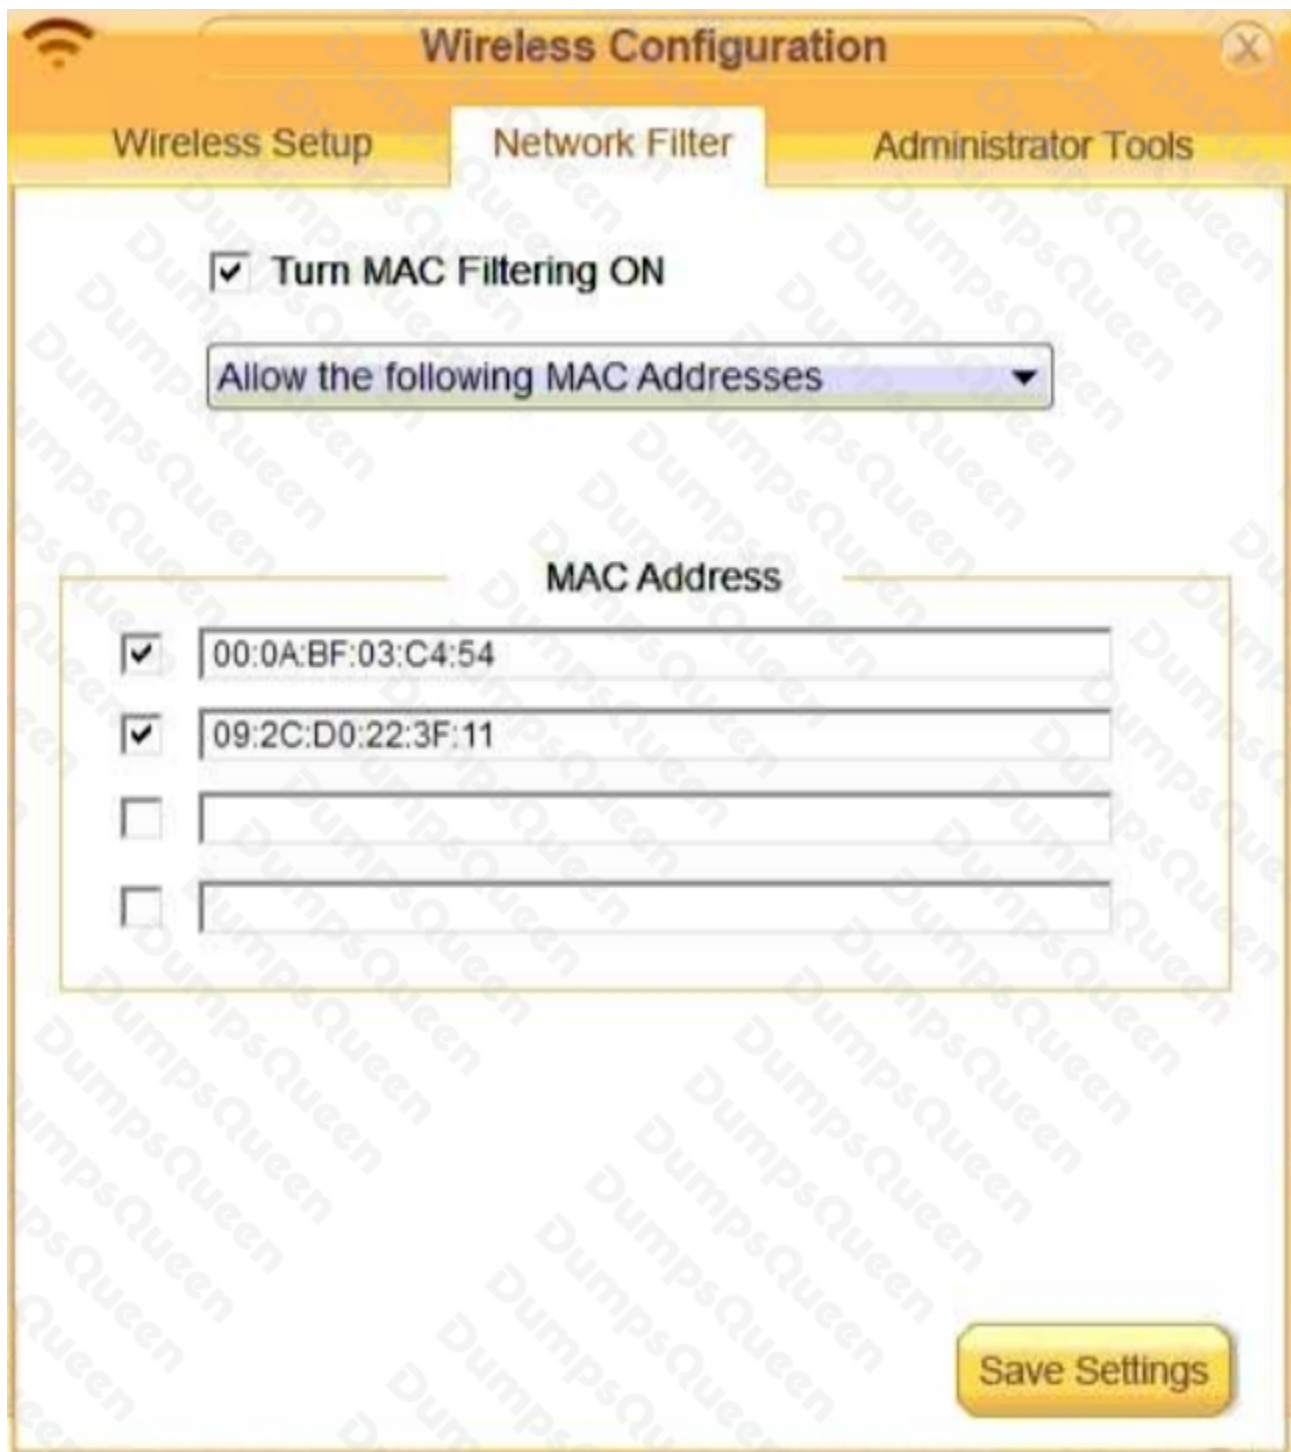 Wireless Configuration
X
Wireless Setup
Network Filter
Administrator Tools
Turn MAC Filtering ON
Allow the following MAC Addresses
MAC Address
00:0A:BF:03:C4:54
09:2C:D0:22:3F:11
Save Settings
DumpsQueen